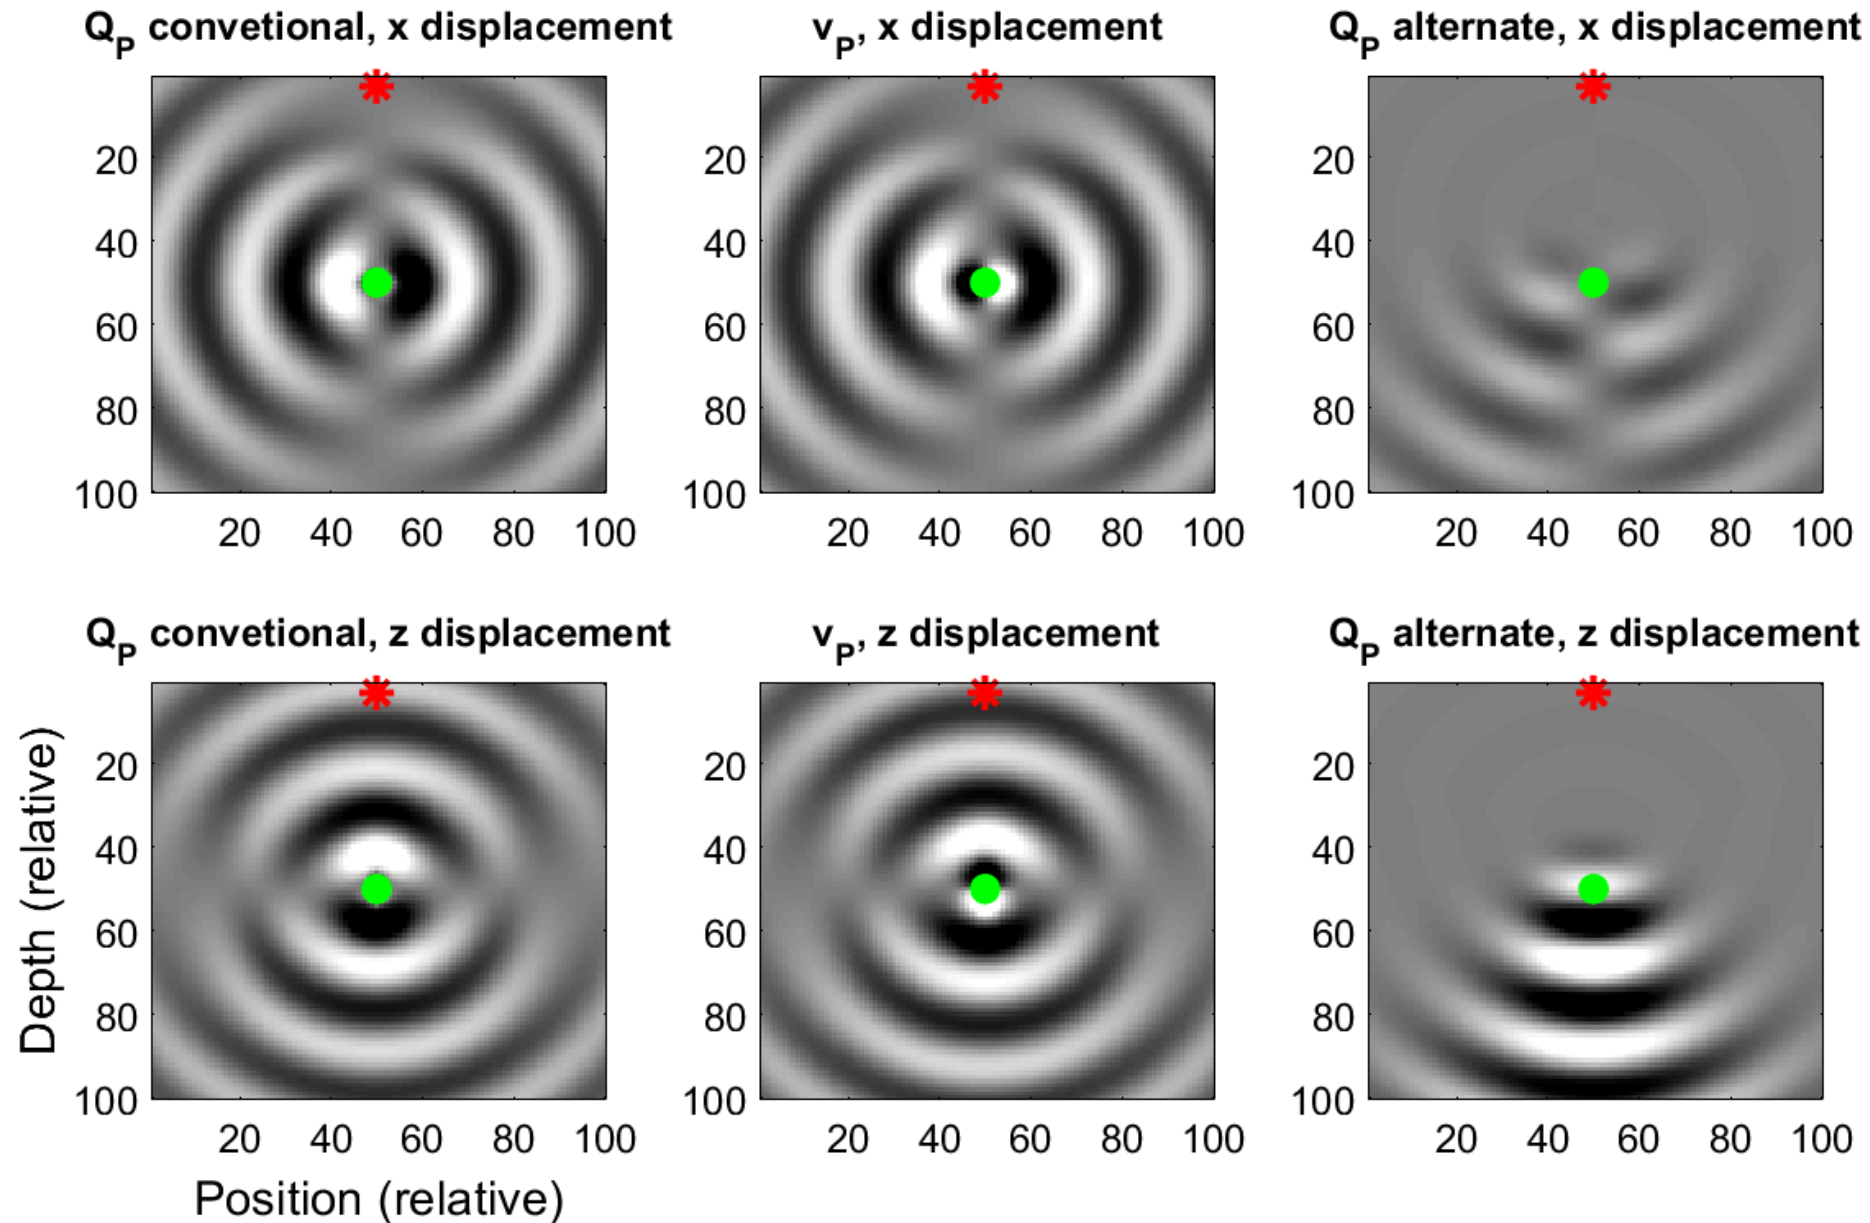 Q_P convetional, x displacement
v_P, x displacement
Q_P alternate, x displacement
20
40
60
80
100
20 40 60 80 100
20
40
60
80
100
20 40 60 80 100
20
40
60
80
100
20 40 60 80 100
Q_P convetional, z displacement
v_P, z displacement
Q_P alternate, z displacement
Depth (relative)
20
40
60
80
100
20 40 60 80 100
Position (relative)
20
40
60
80
100
20 40 60 80 100
20
40
60
80
100
20 40 60 80 100